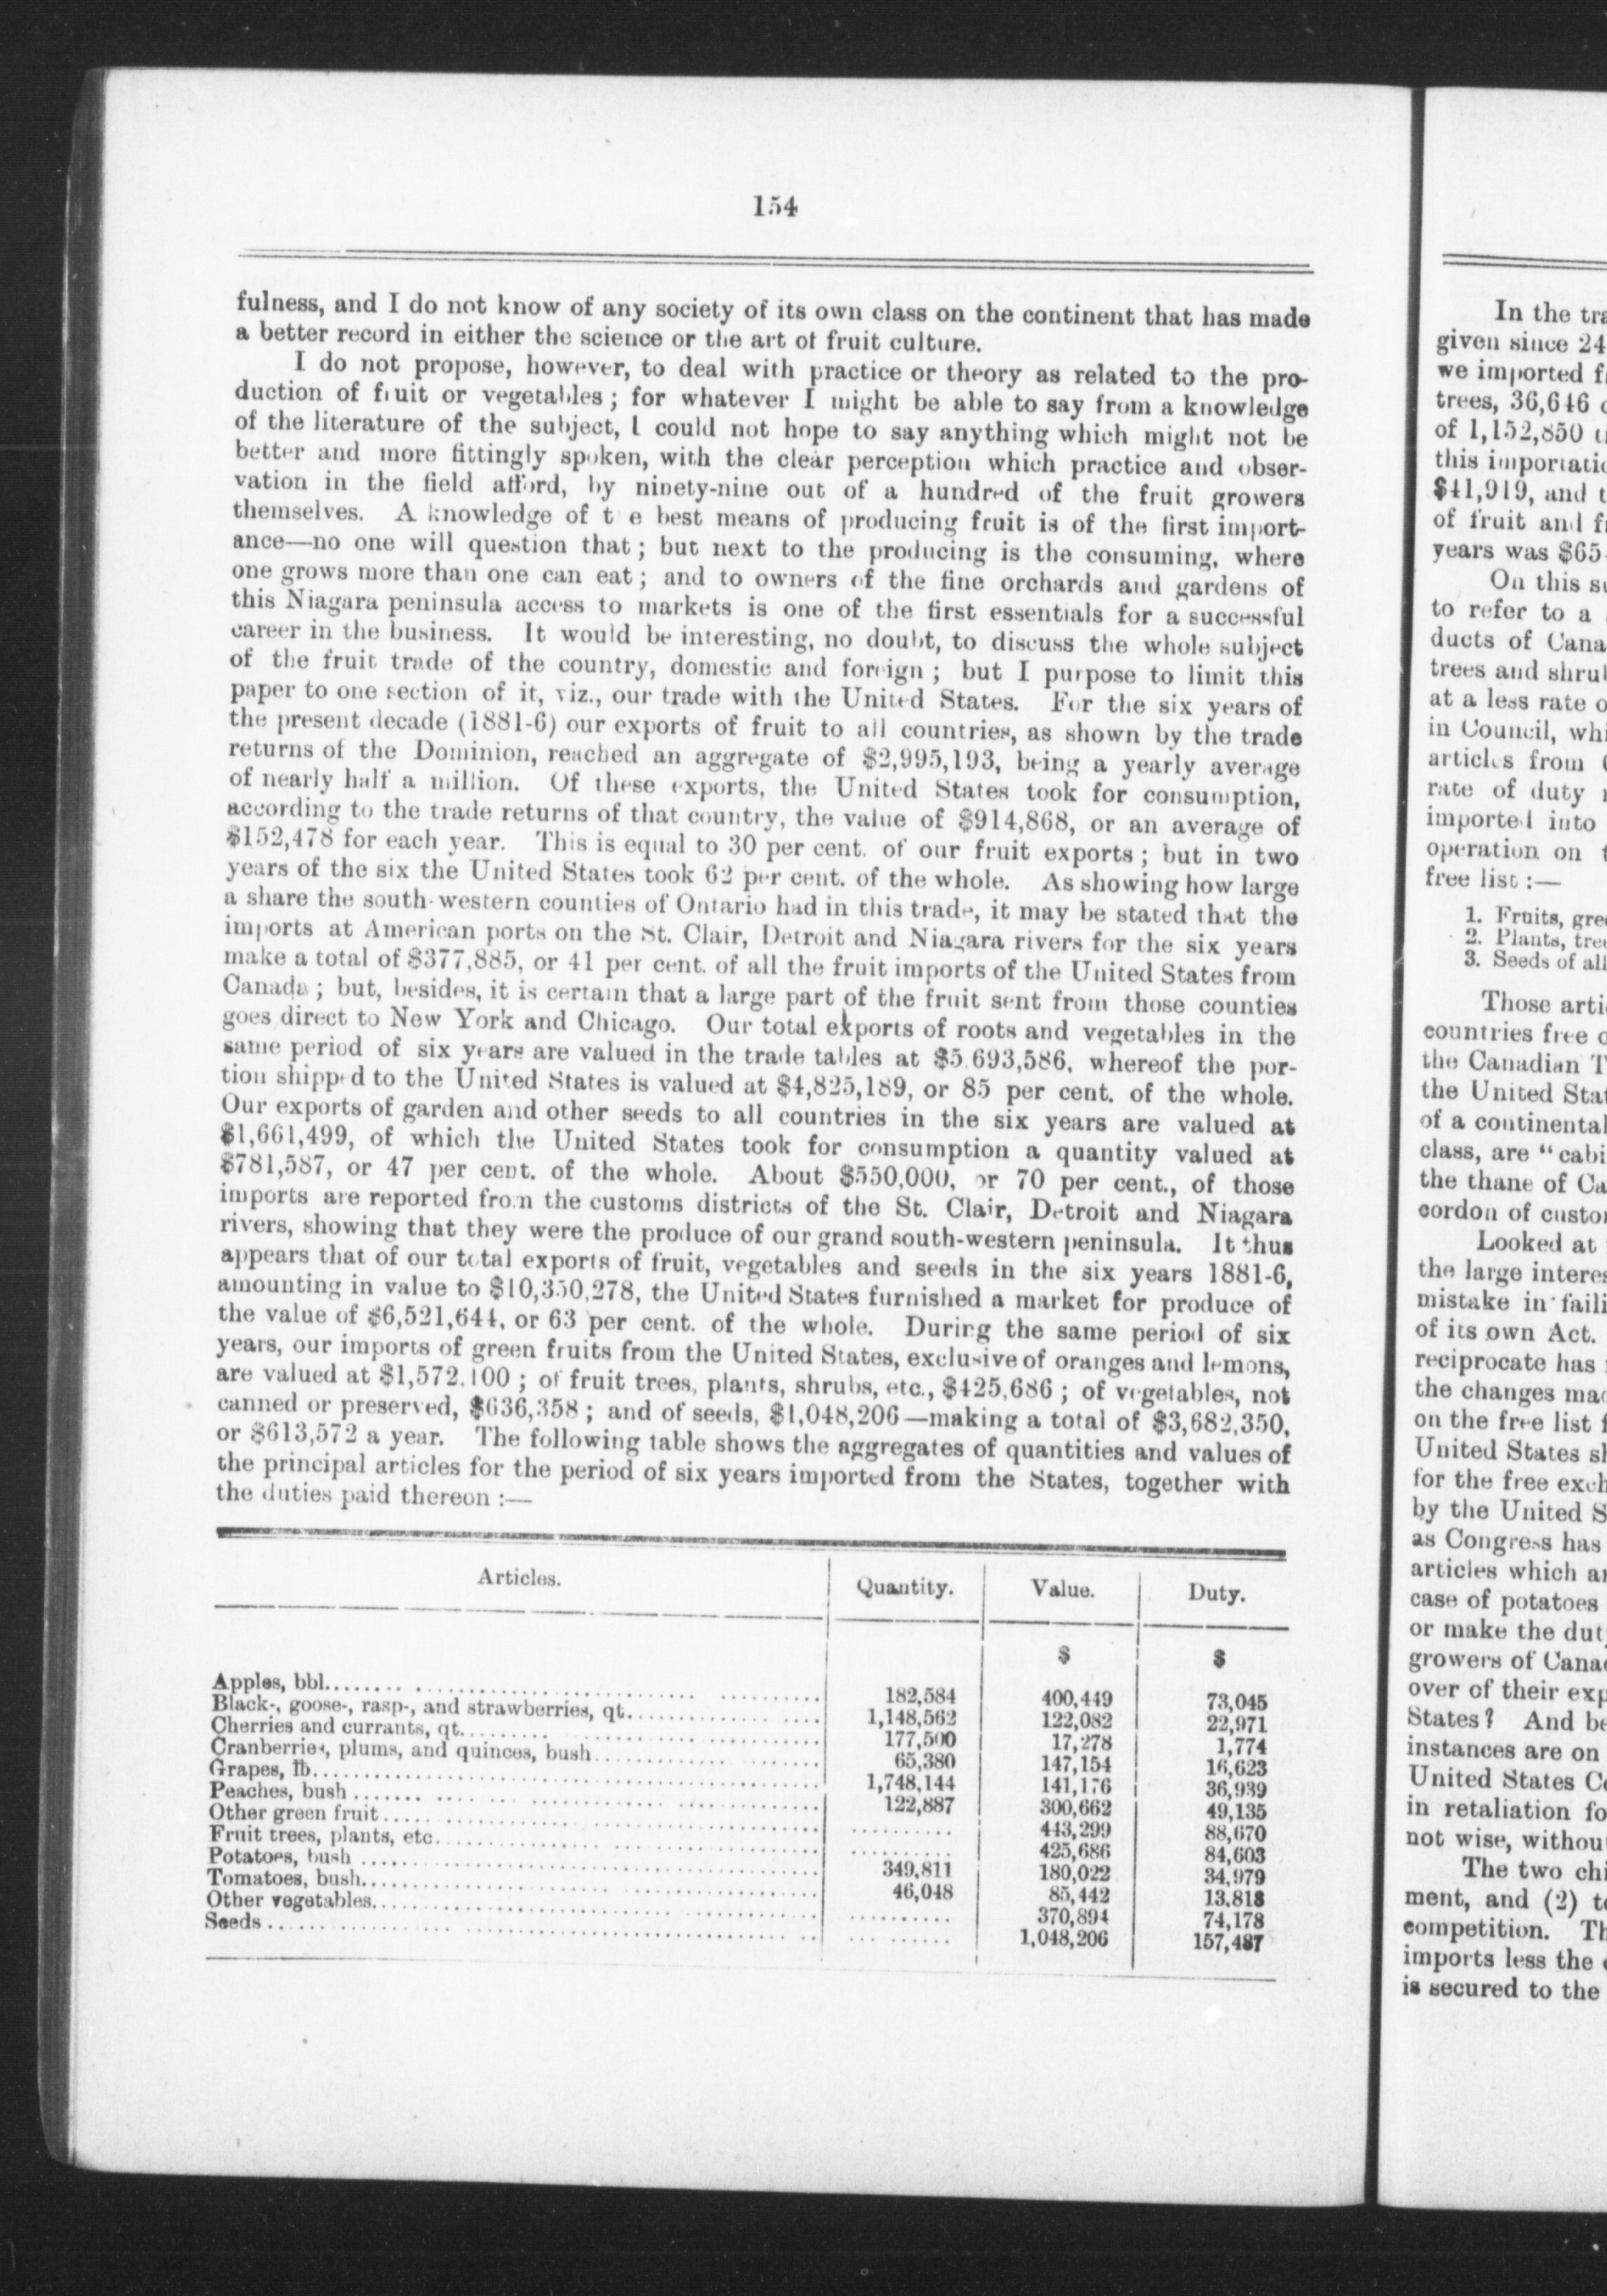 154
fulness, and I do not know of any society of its own class on the continent that has made
a better record in either the science or the art of fruit culture.
I do not propose, however, to deal with practice or theory as related to the pro-
duction of fruit or vegetables ; for whatever I might be able to say from a knowledge
of the literature of the subject, I could not hope to say anything which might not be
better and more fittingly spoken, with the clear perception which practice and obser-
vation in the field afford, by ninety-nine out of a hundred of the fruit growers
themselves. A knowledge of t e best means of producing fruit is of the first import-
ance—no one will question that ; but next to the producing is the consuming, where
one grows more than one can eat ; and to owners of the fine orchards and gardens of
this Niagara peninsula access to markets is one of the first essentials for a successful
career in the business. It would be interesting, no doubt, to discuss the whole subject
of the fruit trade of the country, domestic and foreign ; but I purpose to limit this
paper to one section of it, viz., our trade with the United States. For the six years of
the present decade (1881-6) our exports of fruit to all countries, as shown by the trade
returns of the Dominion, reached an aggregate of $2,995,193, being a yearly average
of nearly half a million. Of these exports, the United States took for consumption,
according to the trade returns of that country, the value of $914,868, or an average of
$152,478 for each year. This is equal to 30 per cent. of our fruit exports ; but in two
years of the six the United States took 62 per cent. of the whole. As showing how large
a share the south-western counties of Ontario had in this trade, it may be stated that the
imports at American ports on the St. Clair, Detroit and Niagara rivers for the six years
make a total of $377,885, or 41 per cent. of all the fruit imports of the United States from
Canada ; but, besides, it is certain that a large part of the fruit sent from those counties
goes direct to New York and Chicago. Our total exports of roots and vegetables in the
same period of six years are valued in the trade tables at $5.693,586, whereof the por-
tion shipped to the United States is valued at $4,825,189, or 85 per cent. of the whole.
Our exports of garden and other seeds to all countries in the six years are valued at
$1,661,499, of which the United States took for consumption a quantity valued at
$781,587, or 47 per cent. of the whole. About $550,000, or 70 per cent., of those
imports are reported from the customs districts of the St. Clair, Detroit and Niagara
rivers, showing that they were the produce of our grand south-western peninsula. It thus
appears that of our total exports of fruit, vegetables and seeds in the six years 1881-6,
amounting in value to $10,350,278, the United States furnished a market for produce of
the value of $6,521,644, or 63 per cent. of the whole. During the same period of six
years, our imports of green fruits from the United States, exclusive of oranges and lemons,
are valued at $1,572.100 ; of fruit trees, plants, shrubs, etc., $425,686 ; of vegetables, not
canned or preserved, $636,358 ; and of seeds, $1,048,206—making a total of $3,682,350,
or $613,572 a year. The following table shows the aggregates of quantities and values of
the principal articles for the period of six years imported from the States, together with
the duties paid thereon :—
Articles. Quantity. Value. Duty.
$ $
Apples, bbl. 182,584 400,449 73,045
Black-, goose-, rasp-, and strawberries, qt. 1,148,562 122,082 22,971
Cherries and currants, qt. 177,500 17,278 1,774
Cranberries, plums, and quinces, bush. 65,380 147,154 16,623
Grapes, lb. 1,748,144 141,176 36,939
Peaches, bush 122,887 300,662 49,135
Other green fruit 443,299 88,670
Fruit trees, plants, etc. 425,686 84,603
Potatoes, bush 349,811 180,022 34,979
Tomatoes, bush. 46,048 85,442 13,818
Other vegetables. 370,894 74,178
Seeds 1,048,206 157,487
In the
given since 24
we imported
trees, 36,646
of 1,152,850
this
$41,919, and
of fruit and
years was
On this
to refer to a
ducts of
trees and
at a less rate
in Council,
articles from
rate of duty
imported into
operation on
free list :—
1. Fruits,
2. Plants,
3. Seeds of all
Those
countries free
the Canadian
the United
of a continental
class, are "
the thane of
cordon of
Looked at
the large
mistake in
of its own Act.
reciprocate has
the changes
on the free list
United States
for the free
by the United
as Congress has
articles which
case of potatoes
or make the
growers of
over of their
States ? And
instances are on
United States
in retaliation
not wise,
The two
ment, and (2)
competition.
imports less the
is secured to the